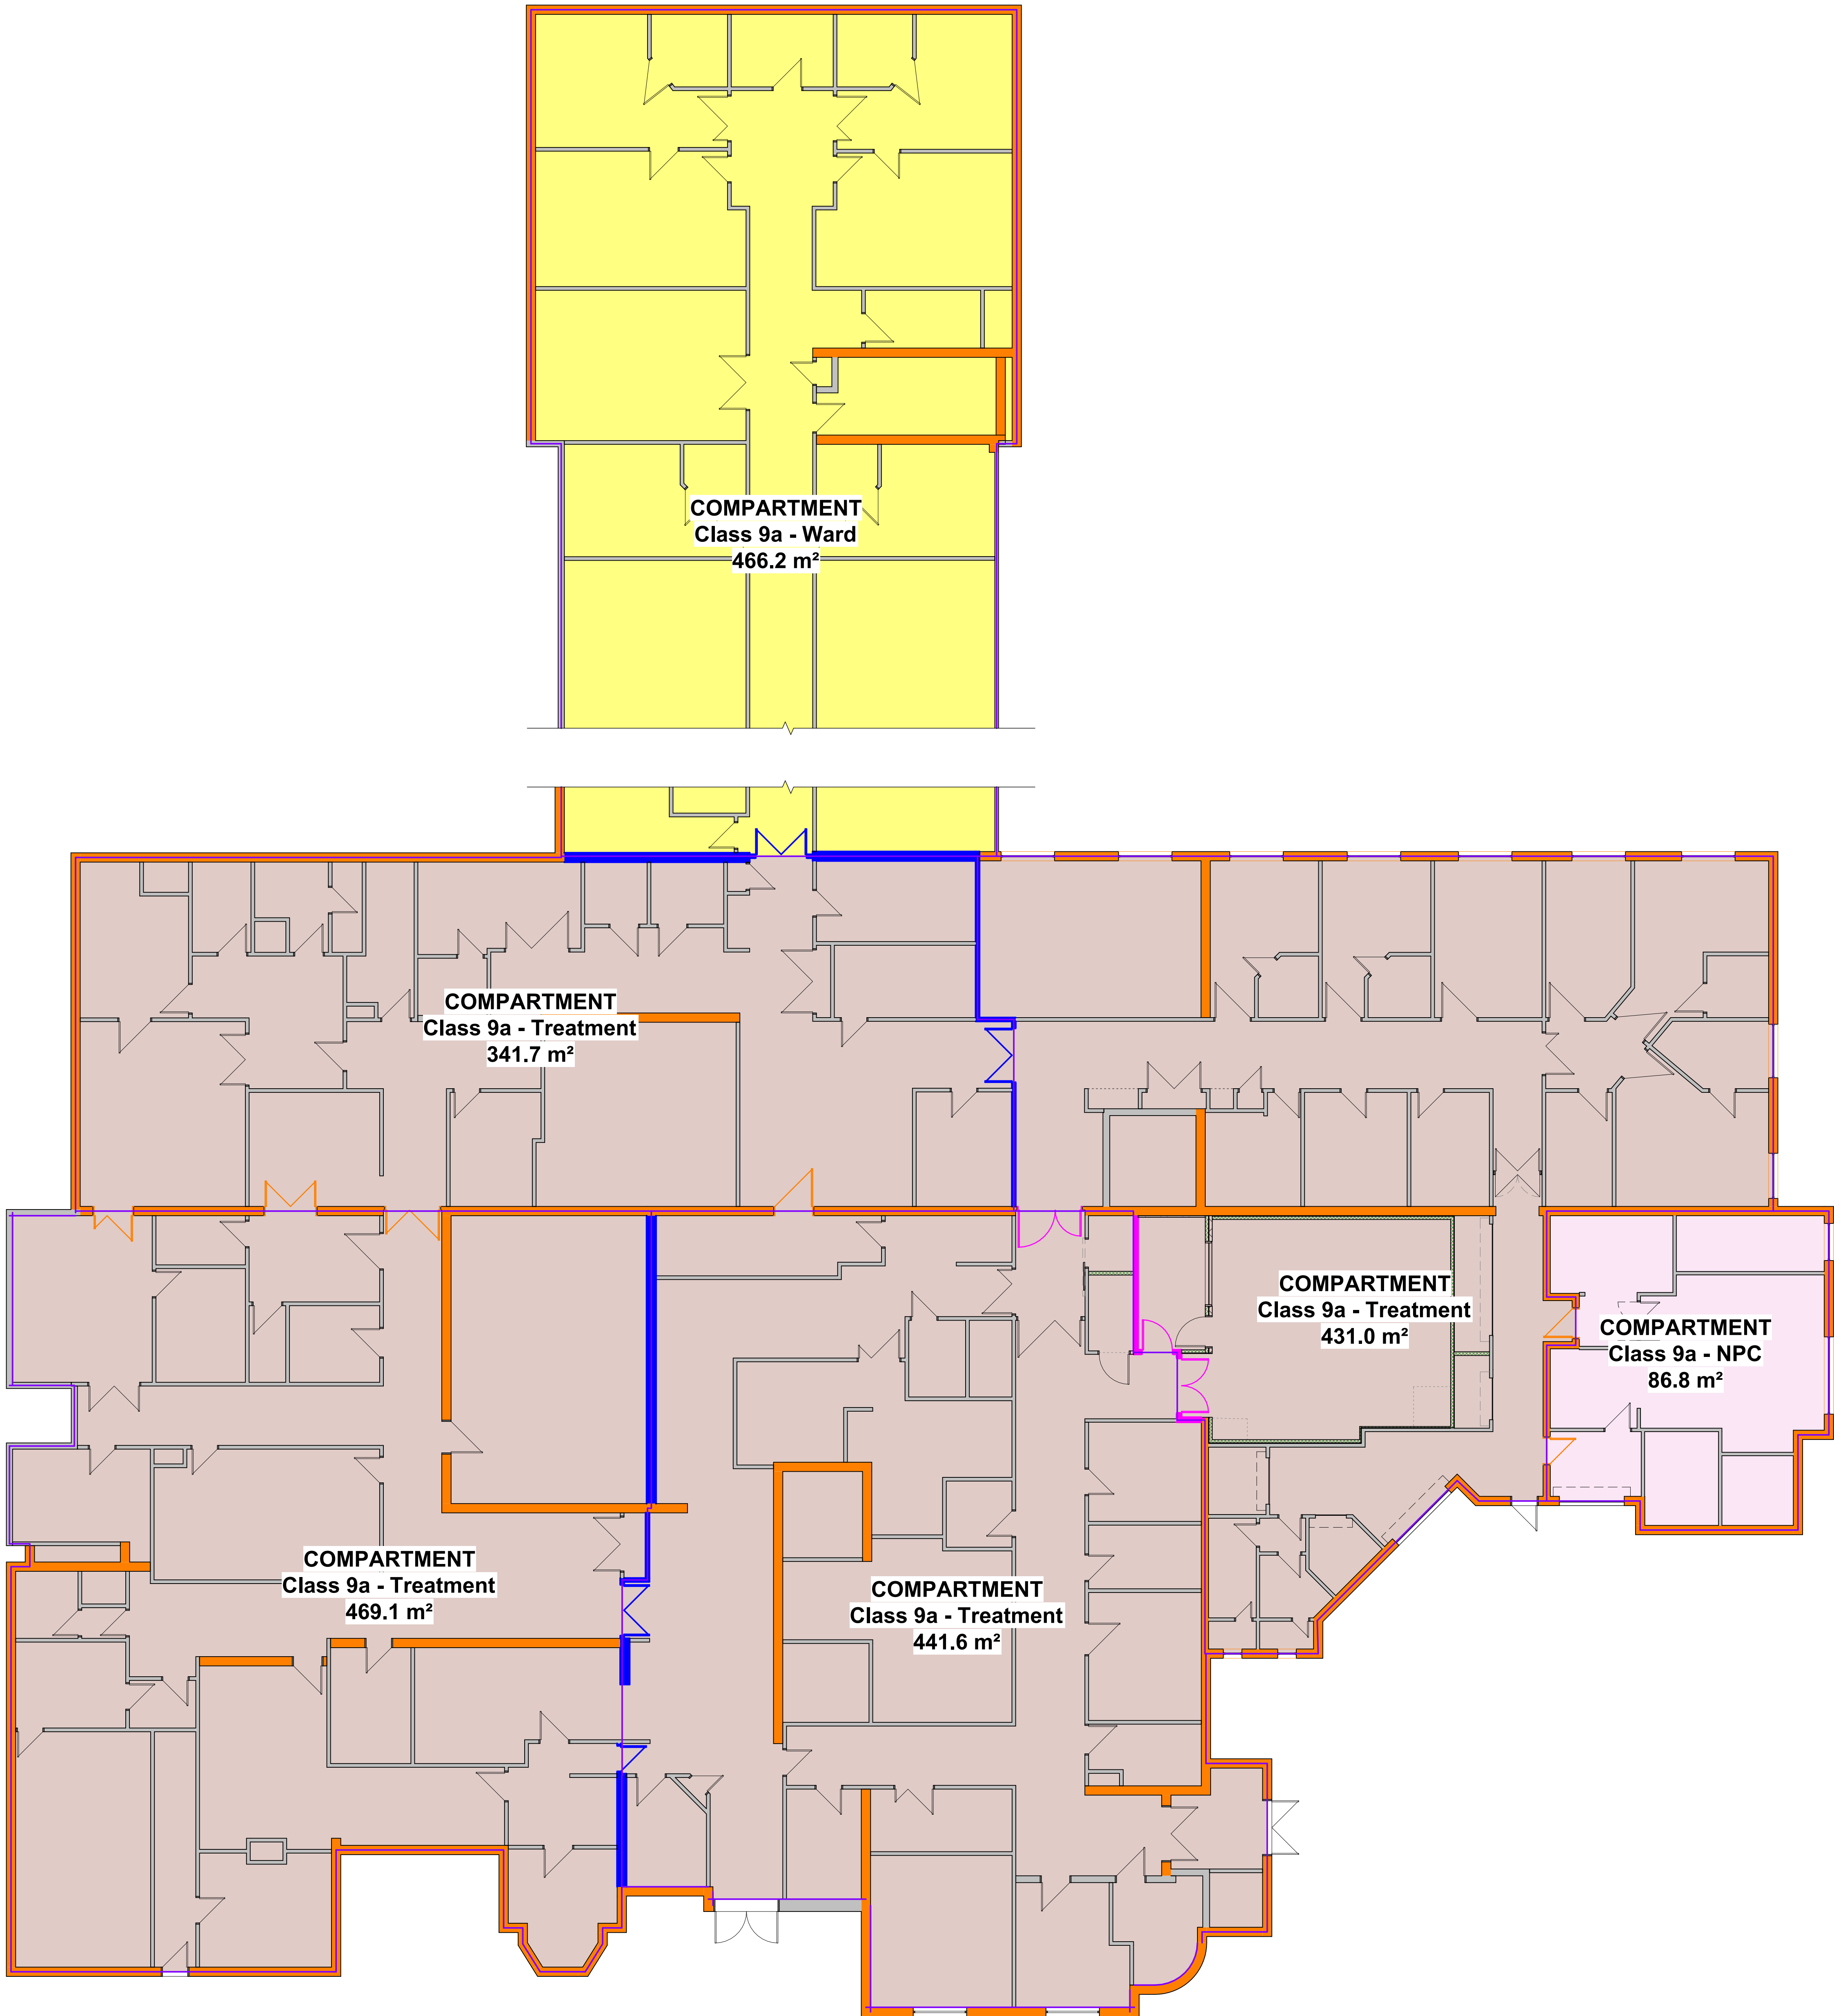 COMPARTMENT
Class 9a - Ward
466.2 m²
COMPARTMENT
Class 9a - Treatment
341.7 m²
COMPARTMENT
Class 9a - Treatment
431.0 m²
COMPARTMENT
Class 9a - NPC
86.8 m²
COMPARTMENT
Class 9a - Treatment
469.1 m²
COMPARTMENT
Class 9a - Treatment
441.6 m²